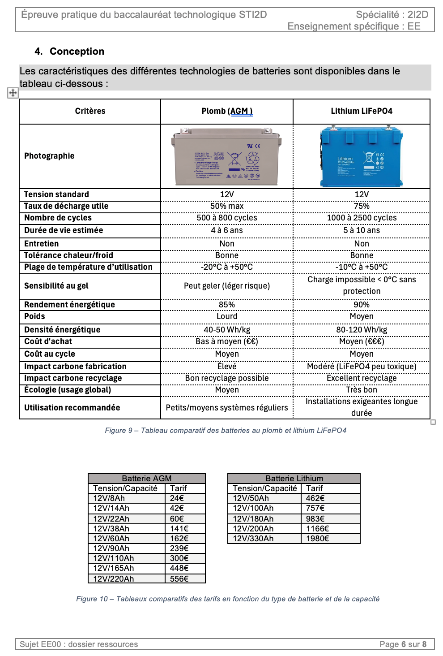 Épreuve pratique du baccalauréat technologique STI2D
Spécialité : 2I2D
Enseignement spécifique : EE
4. Conception
Les caractéristiques des différentes technologies de batteries sont disponibles dans le
tableau ci-dessous :
Critères Plomb (AGM) Lithium LiFePO4
Photographie
Tension standard 12V 12V
Taux de décharge utile 50% max 75%
Nombre de cycles 500 à 800 cycles 1000 à 2500 cycles
Durée de vie estimée 4 à 6 ans 5 à 10 ans
Entretien Non Non
Tolérance chaleur/froid Bonne Bonne
Plage de température d'utilisation -20°C à +50°C -10°C à +50°C
Sensibilité au gel Peut geler (léger risque) Charge impossible < 0°C sans
protection
Rendement énergétique 85% 90%
Poids Lourd Moyen
Densité énergétique 40-50 Wh/kg 80-120 Wh/kg
Coût d'achat Bas à moyen (€€) Moyen (€€€)
Coût au cycle Moyen Moyen
Impact carbone fabrication Élevé Modéré (LiFePO4 peu toxique)
Impact carbone recyclage Bon recyclage possible Excellent recyclage
Écologie (usage global) Moyen Très bon
Utilisation recommandée Petits/moyens systèmes réguliers Installations exigeantes longue
durée
Figure 9 – Tableau comparatif des batteries au plomb et lithium LiFePO4
Batterie AGM
Tension/Capacité Tarif
12V/8Ah 24€
12V/14Ah 42€
12V/22Ah 60€
12V/38Ah 141€
12V/60Ah 162€
12V/90Ah 239€
12V/110Ah 300€
12V/165Ah 448€
12V/220Ah 556€
Batterie Lithium
Tension/Capacité Tarif
12V/50Ah 462€
12V/100Ah 757€
12V/180Ah 983€
12V/200Ah 1166€
12V/330Ah 1980€
Figure 10 – Tableaux comparatifs des tarifs en fonction du type de batterie et de la capacité
Sujet EE00 : dossier ressources
Page 6 sur 8